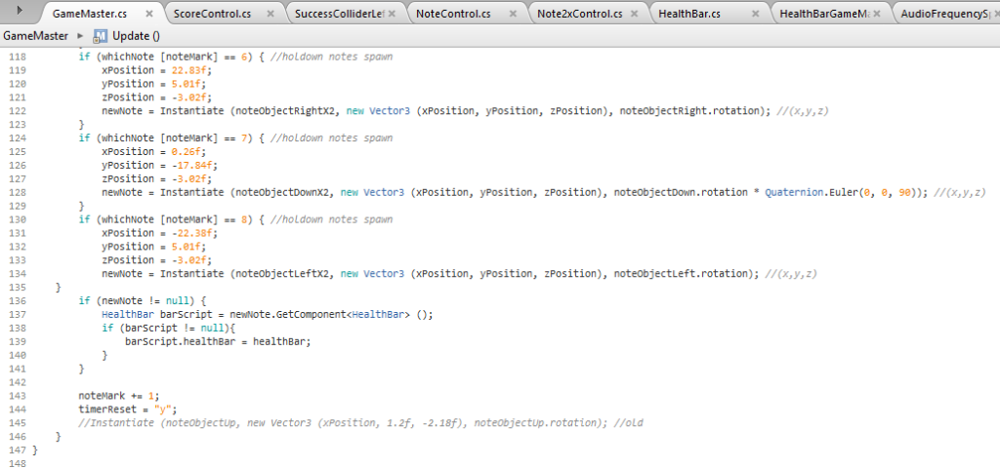 GameMaster.cs × ScoreControl.cs × SuccessColliderLef × NoteControl.cs × Note2xControl.cs × HealthBar.cs × HealthBarGameMa × AudioFrequencySp ×
GameMaster ▸ Update ()
118 if (whichNote [noteMark] == 6) { //holdown notes spawn
119 xPosition = 22.83f;
120 yPosition = 5.01f;
121 zPosition = -3.02f;
122 newNote = Instantiate (noteObjectRightX2, new Vector3 (xPosition, yPosition, zPosition), noteObjectRight.rotation); //(x,y,z)
123 }
124 if (whichNote [noteMark] == 7) { //holdown notes spawn
125 xPosition = 0.26f;
126 yPosition = -17.84f;
127 zPosition = -3.02f;
128 newNote = Instantiate (noteObjectDownX2, new Vector3 (xPosition, yPosition, zPosition), noteObjectDown.rotation * Quaternion.Euler(0, 0, 90)); //(x,y,z)
129 }
130 if (whichNote [noteMark] == 8) { //holdown notes spawn
131 xPosition = -22.38f;
132 yPosition = 5.01f;
133 zPosition = -3.02f;
134 newNote = Instantiate (noteObjectLeftX2, new Vector3 (xPosition, yPosition, zPosition), noteObjectLeft.rotation); //(x,y,z)
135 }
136 if (newNote != null) {
137 HealthBar barScript = newNote.GetComponent<HealthBar> ();
138 if (barScript != null){
139 barScript.healthBar = healthBar;
140 }
141 }
142
143 noteMark += 1;
144 timerReset = "y";
145 //Instantiate (noteObjectUp, new Vector3 (xPosition, 1.2f, -2.18f), noteObjectUp.rotation); //old
146 }
147 }
148